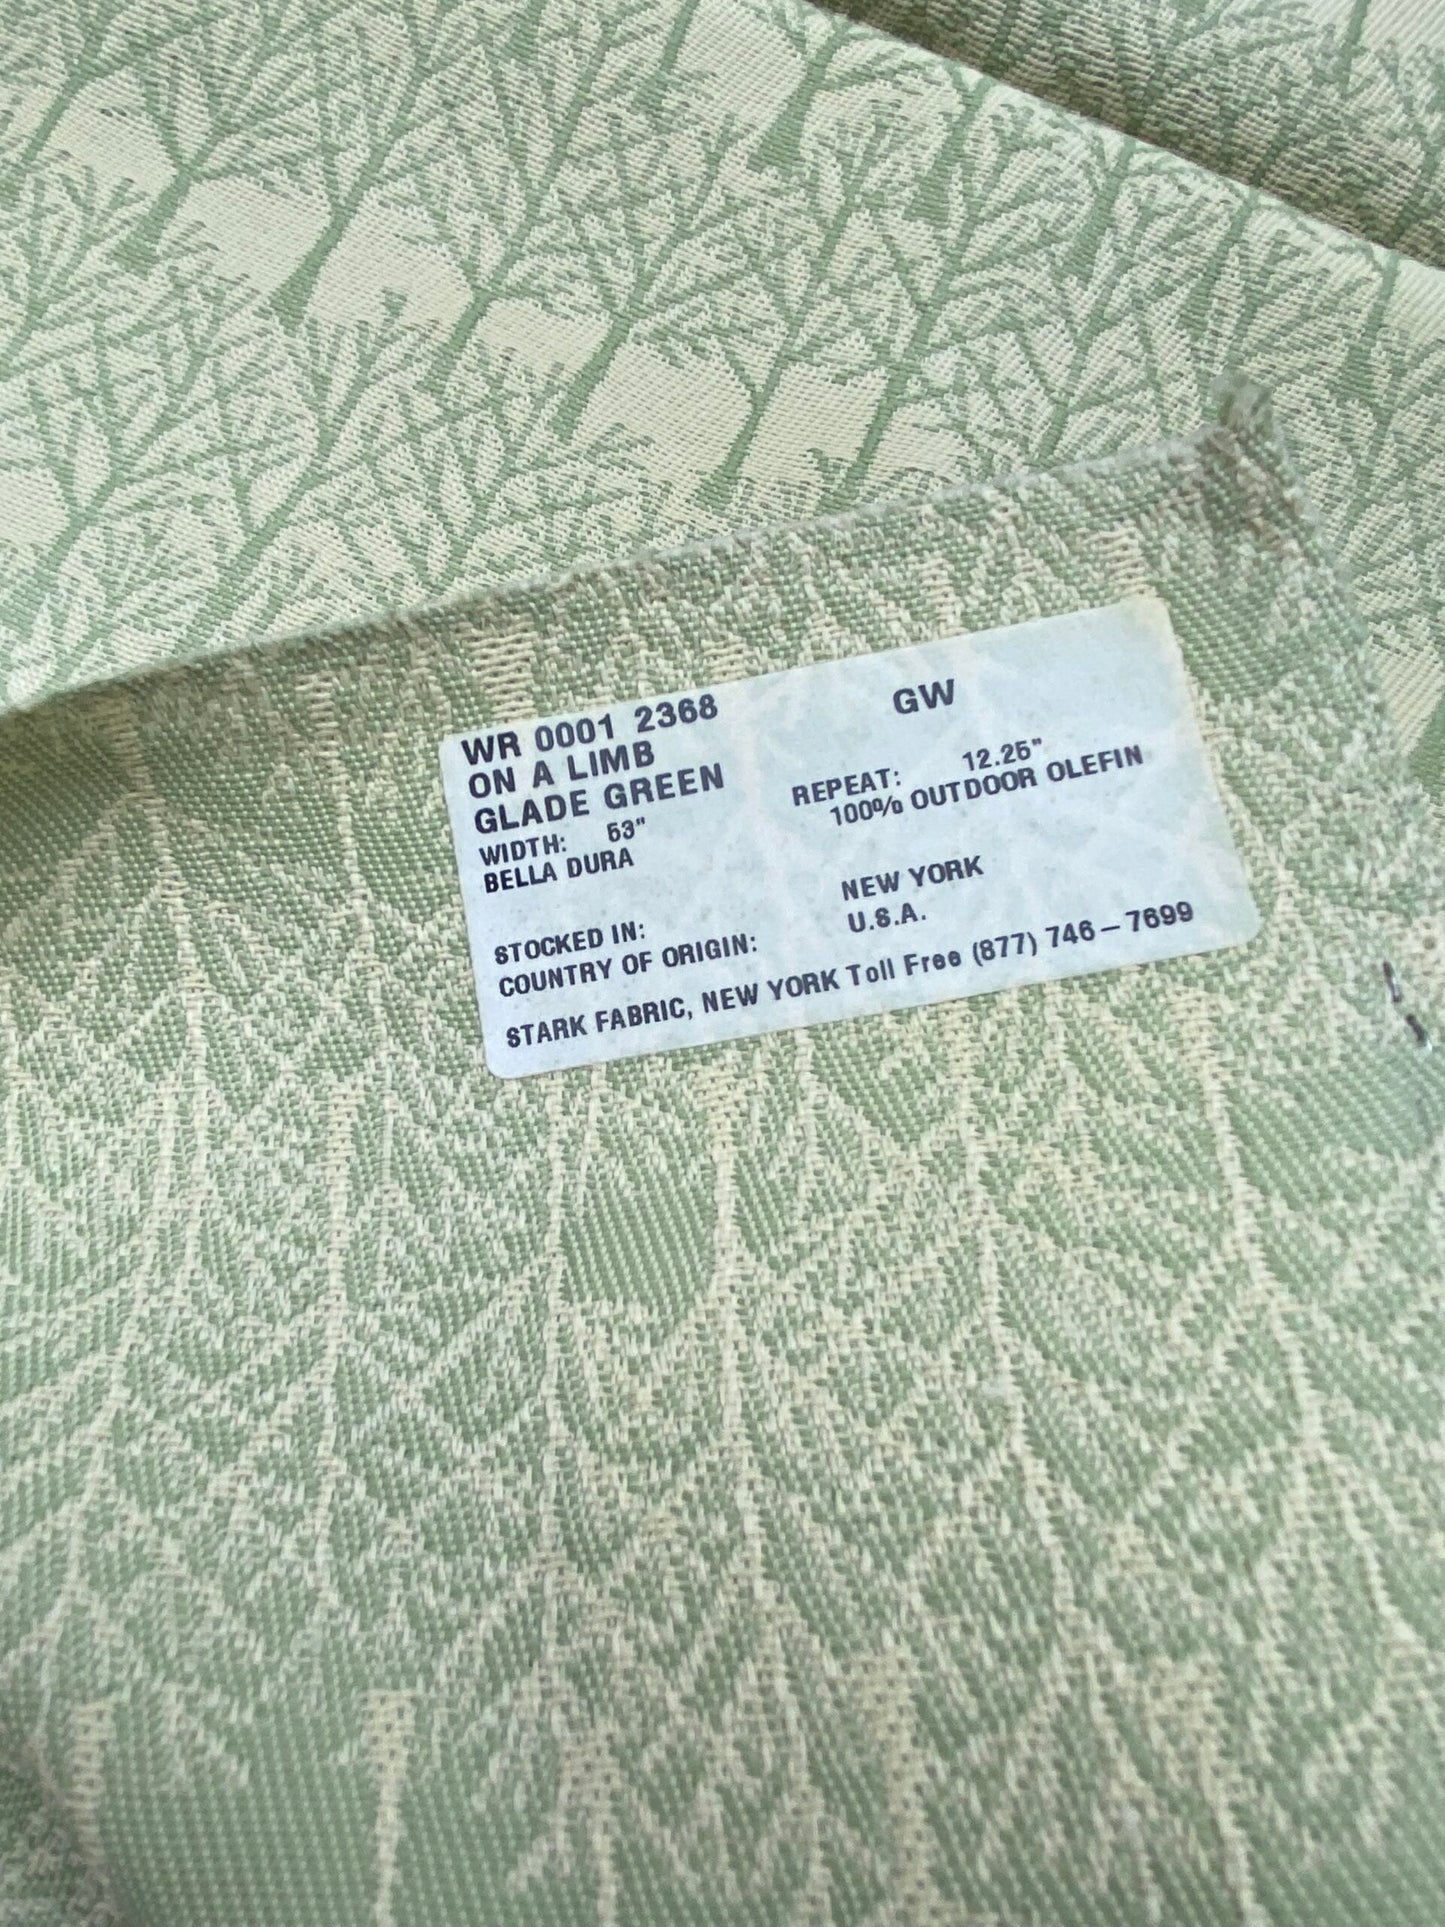 WR 0001 2368 GW
ON A LIMB
GLADE GREEN
WIDTH: 53" REPEAT: 12.25"
BELLA DURA 100% OUTDOOR OLEFIN
STOCKED IN: NEW YORK
COUNTRY OF ORIGIN: U.S.A.
STARK FABRIC, NEW YORK Toll Free (877) 746-7699